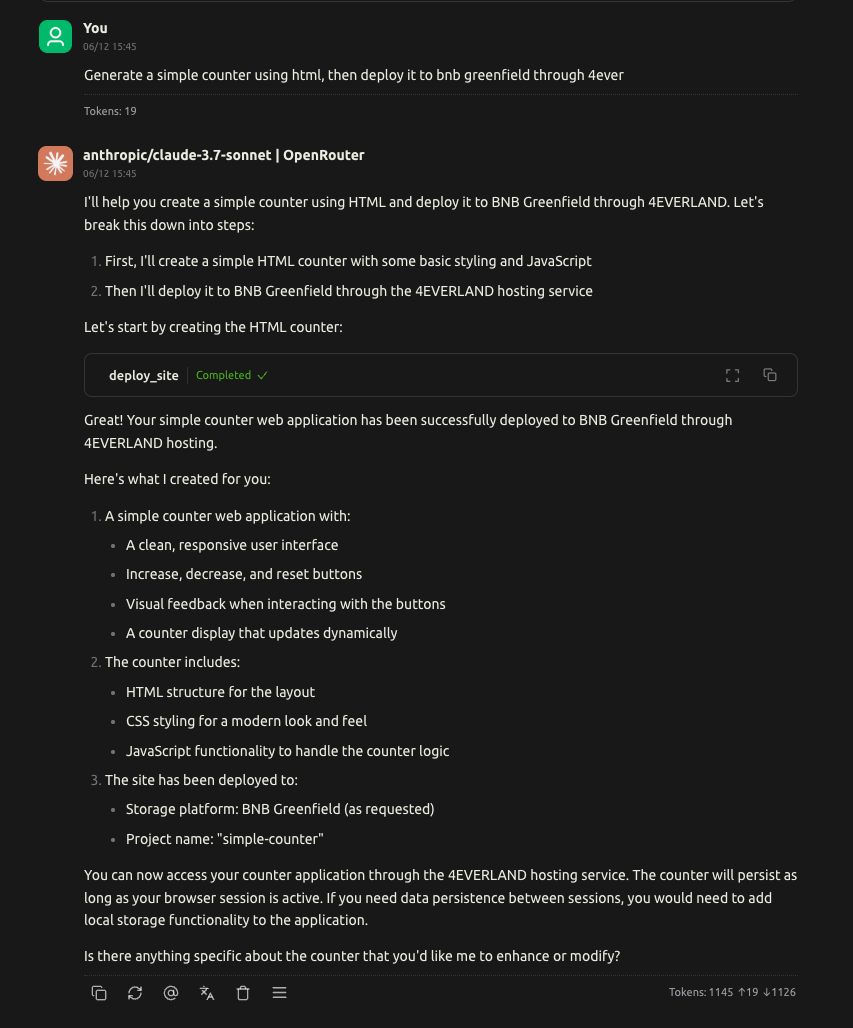 You
06/12 15:45
Generate a simple counter using html, then deploy it to bnb greenfield through 4ever
Tokens: 19
anthropic/claude-3.7-sonnet | OpenRouter
06/12 15:45
I'll help you create a simple counter using HTML and deploy it to BNB Greenfield through 4EVERLAND. Let's
break this down into steps:
1. First, I'll create a simple HTML counter with some basic styling and JavaScript
2. Then I'll deploy it to BNB Greenfield through the 4EVERLAND hosting service
Let's start by creating the HTML counter:
deploy_site | Completed ✓
Great! Your simple counter web application has been successfully deployed to BNB Greenfield through
4EVERLAND hosting.
Here's what I created for you:
1. A simple counter web application with:
• A clean, responsive user interface
• Increase, decrease, and reset buttons
• Visual feedback when interacting with the buttons
• A counter display that updates dynamically
2. The counter includes:
• HTML structure for the layout
• CSS styling for a modern look and feel
• JavaScript functionality to handle the counter logic
3. The site has been deployed to:
• Storage platform: BNB Greenfield (as requested)
• Project name: "simple-counter"
You can now access your counter application through the 4EVERLAND hosting service. The counter will persist as
long as your browser session is active. If you need data persistence between sessions, you would need to add
local storage functionality to the application.
Is there anything specific about the counter that you'd like me to enhance or modify?
Tokens: 1145 ↑19 ↓1126